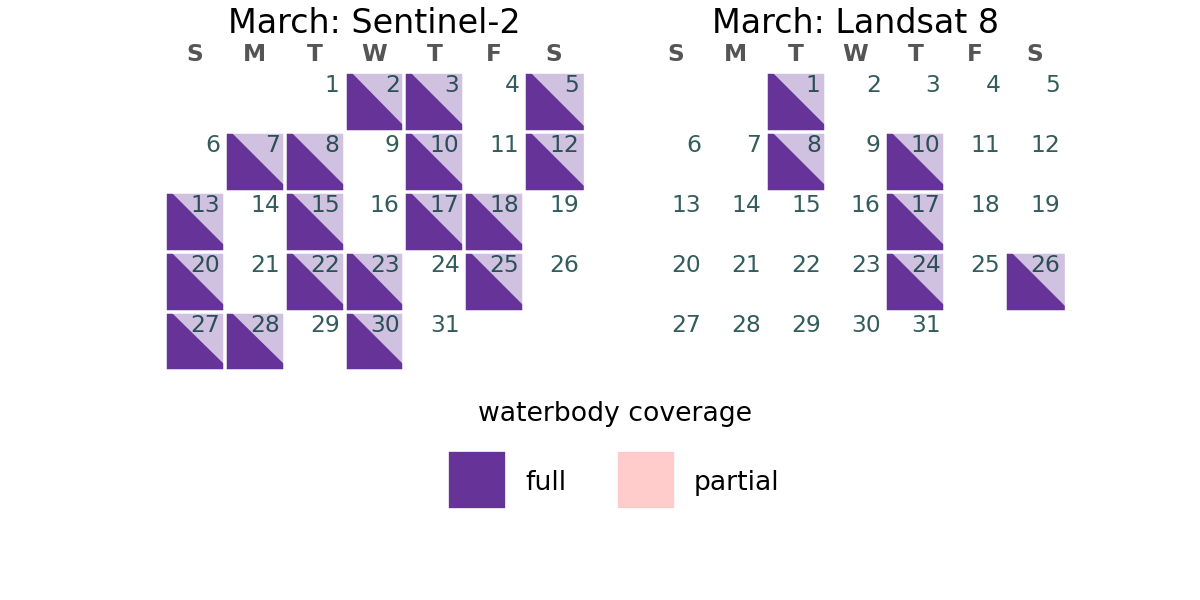 March: Sentinel-2
S M T W T F S
1 2 3 4 5
6 7 8 9 10 11 12
13 14 15 16 17 18 19
20 21 22 23 24 25 26
27 28 29 30 31
March: Landsat 8
S M T W T F S
1 2 3 4 5
6 7 8 9 10 11 12
13 14 15 16 17 18 19
20 21 22 23 24 25 26
27 28 29 30 31
waterbody coverage
full
partial